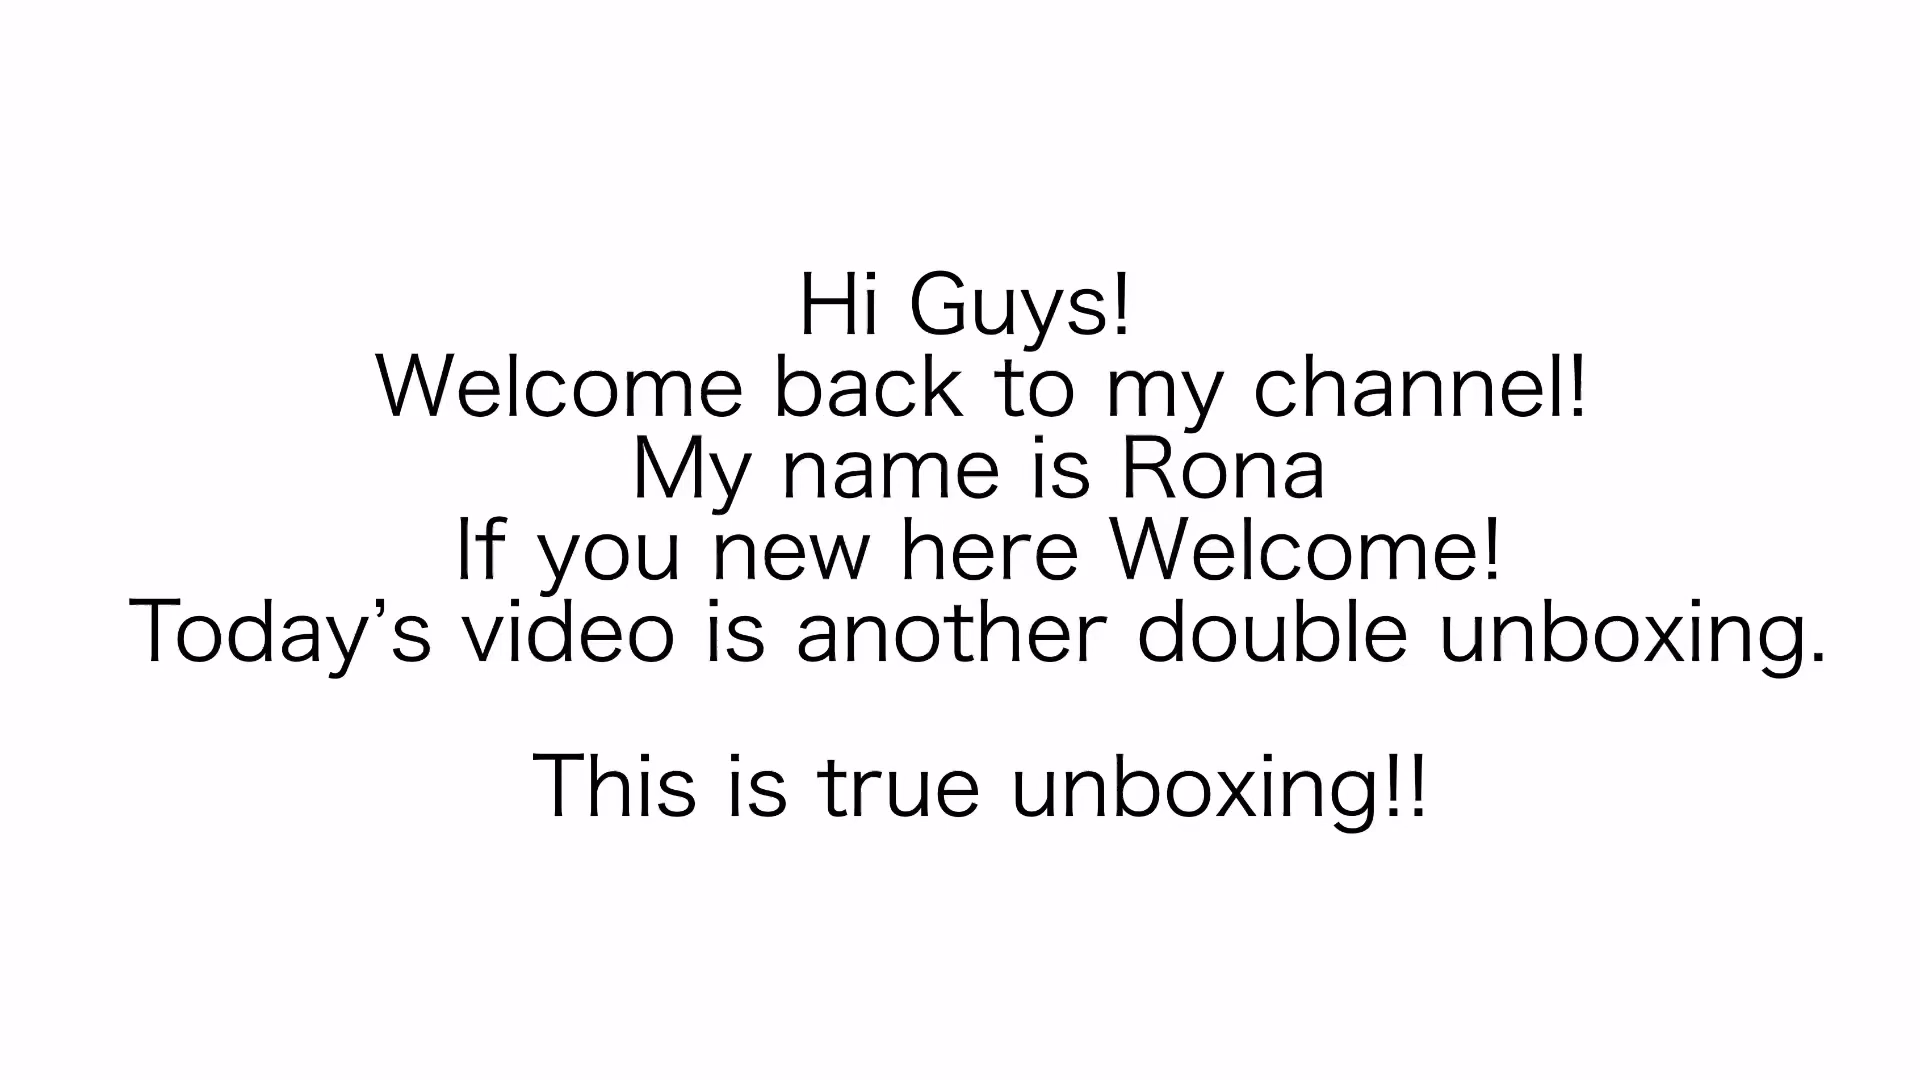 Hi Guys!
Welcome back to my channel!
My name is Rona
If you new here Welcome!
Today’s video is another double unboxing.
This is true unboxing!!